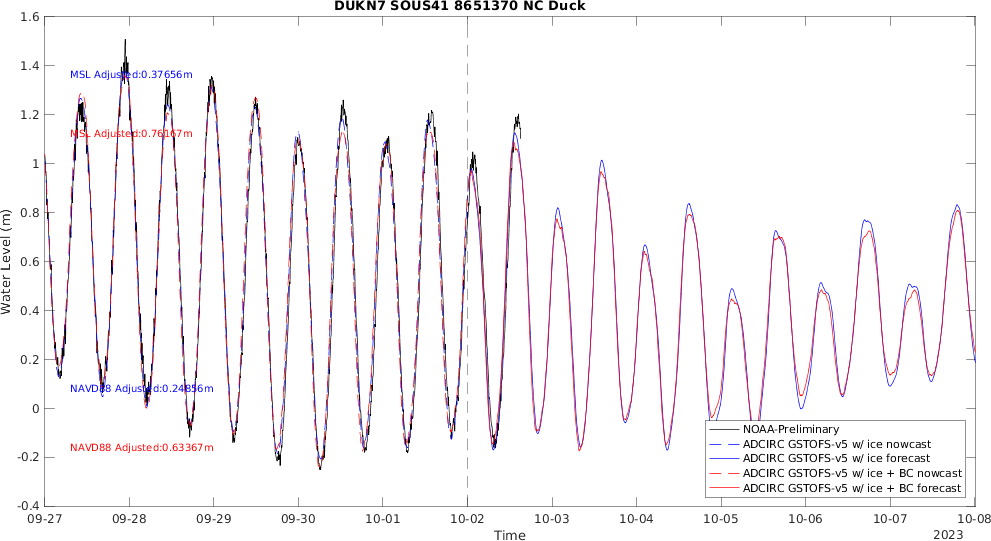 DUKN7 SOUS41 8651370 NC Duck
1.6
1.4
1.2
1
0.8
0.6
0.4
0.2
0
-0.2
-0.4
Water Level (m)
MSL Adjusted:0.37656m
MSL Adjusted:0.76167m
NAVD88 Adjusted:0.24856m
NAVD88 Adjusted:0.63367m
NOAA-Preliminary
ADCIRC GSTOFS-v5 w/ ice nowcast
ADCIRC GSTOFS-v5 w/ ice forecast
ADCIRC GSTOFS-v5 w/ ice + BC nowcast
ADCIRC GSTOFS-v5 w/ ice + BC forecast
09-27 09-28 09-29 09-30 10-01 10-02 10-03 10-04 10-05 10-06 10-07 10-08
Time
2023